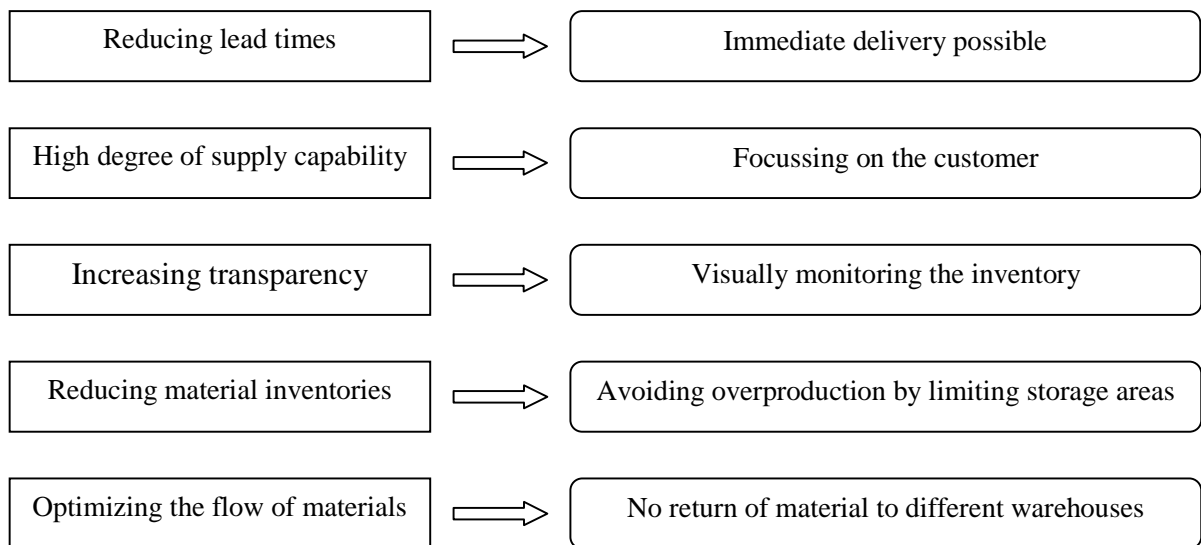 Reducing lead times
Immediate delivery possible
High degree of supply capability
Focussing on the customer
Increasing transparency
Visually monitoring the inventory
Reducing material inventories
Avoiding overproduction by limiting storage areas
Optimizing the flow of materials
No return of material to different warehouses